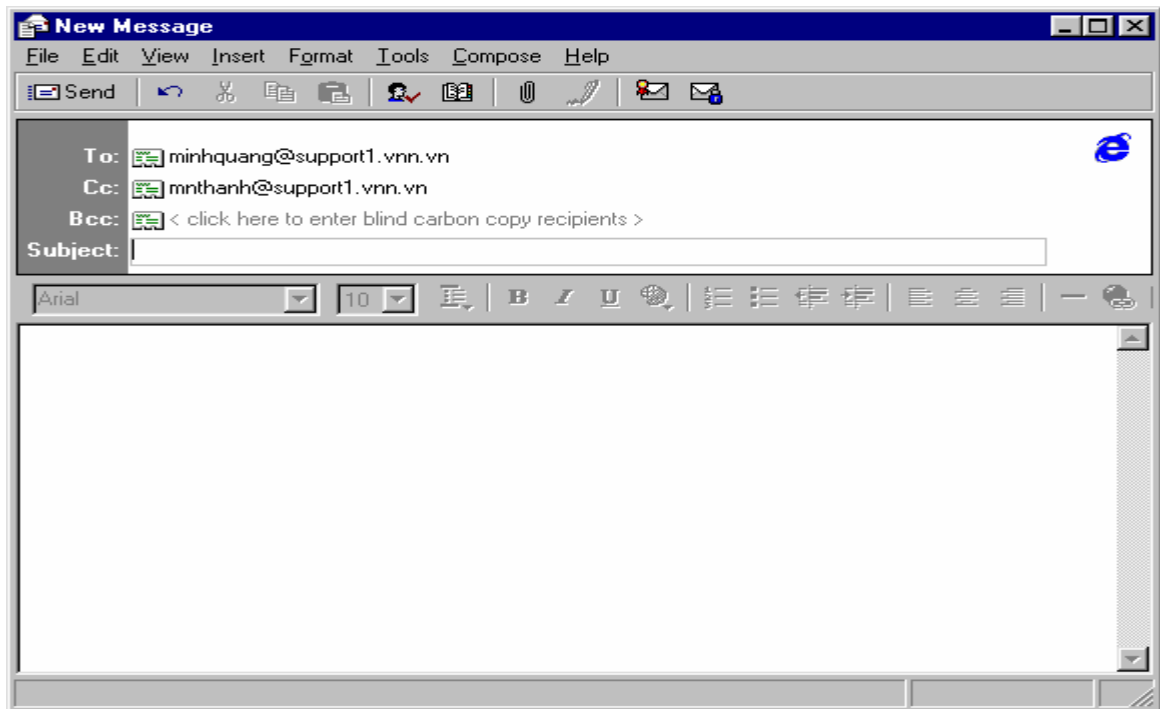 New Message
File Edit View Insert Format Tools Compose Help
Send
To: minhquang@support1.vnn.vn
Cc: mnthanh@support1.vnn.vn
Bcc: < click here to enter blind carbon copy recipients >
Subject:
Arial 10 B I U